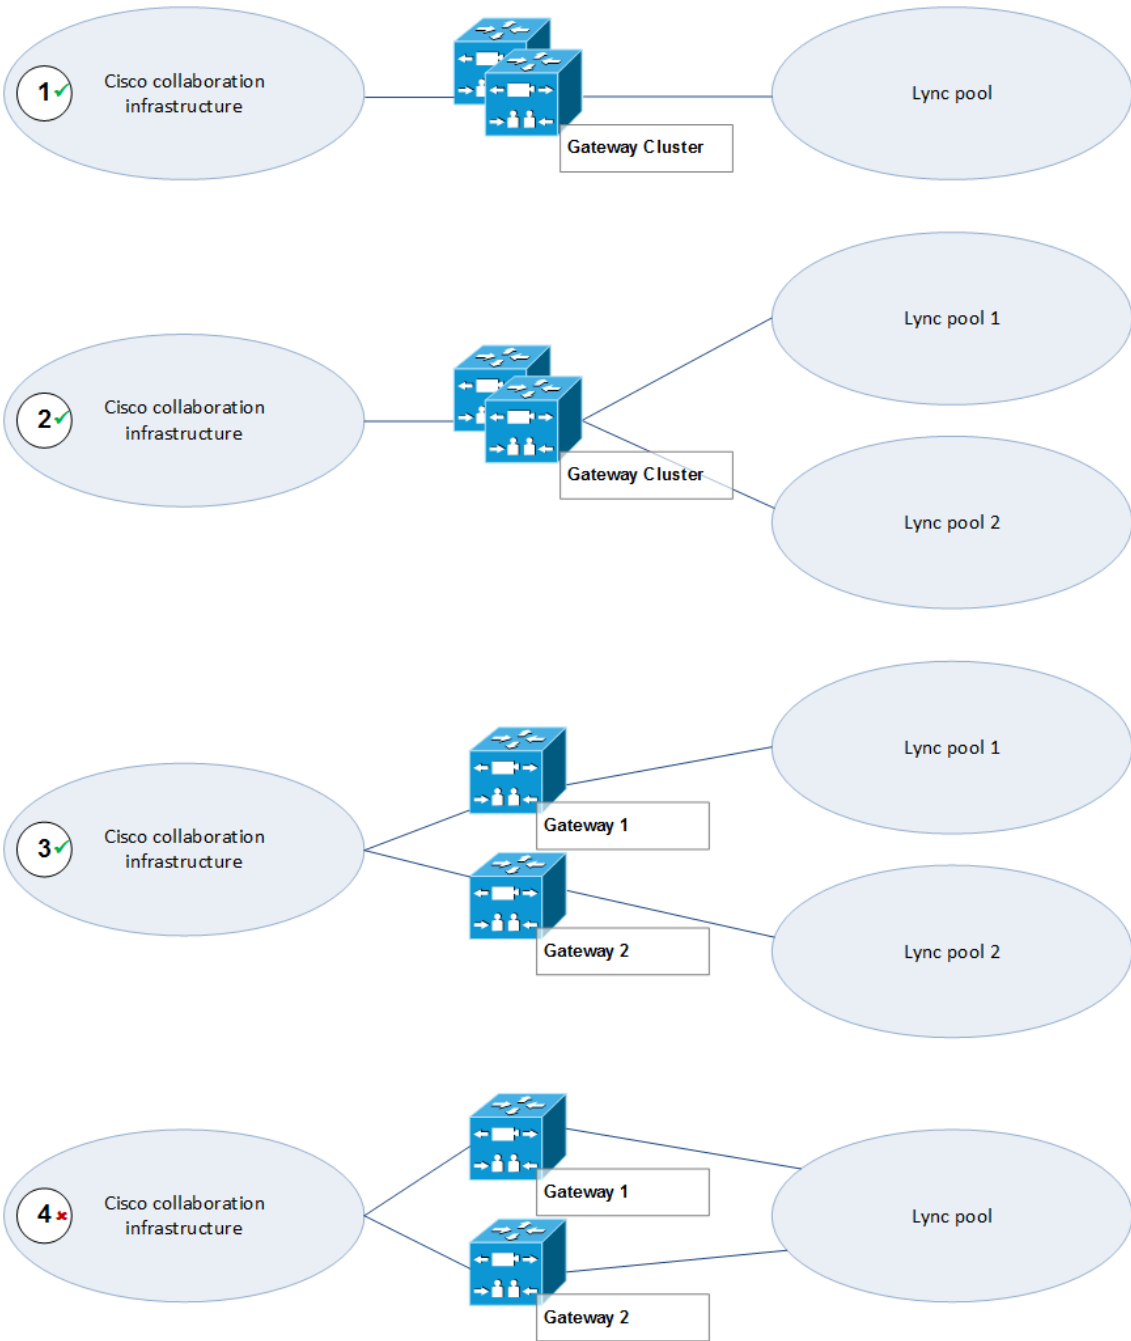 1
Cisco collaboration
infrastructure
Gateway Cluster
Lync pool
2
Cisco collaboration
infrastructure
Gateway Cluster
Lync pool 1
Lync pool 2
3
Cisco collaboration
infrastructure
Gateway 1
Gateway 2
Lync pool 1
Lync pool 2
4
Cisco collaboration
infrastructure
Gateway 1
Gateway 2
Lync pool